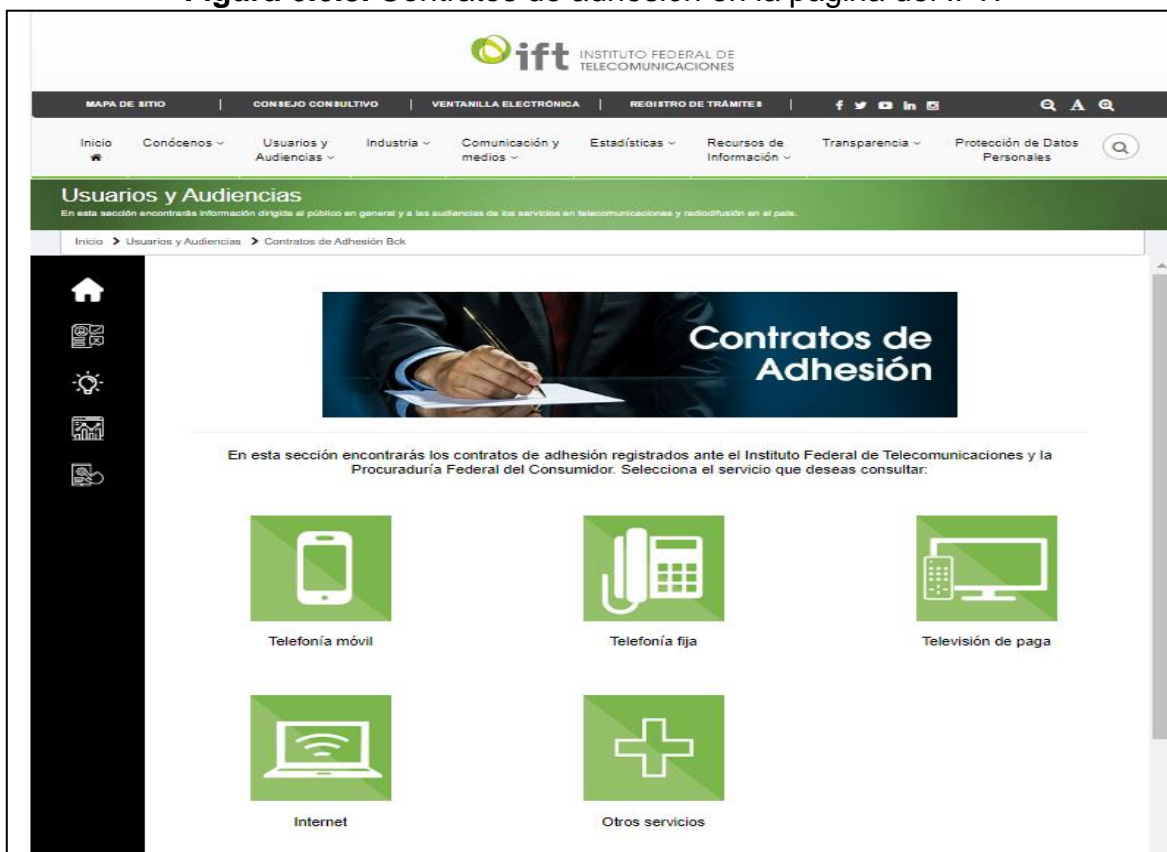 Contratos de adhesión en la página del IFT.
ift INSTITUTO FEDERAL DE
TELECOMUNICACIONES
MAPA DE SITIO | CONSEJO CONSULTIVO | VENTANILLA ELECTRÓNICA | REGISTRO DE TRÁMITES | A
Inicio Conócenos Usuarios y Audiencias Industria Comunicación y medios Estadísticas Recursos de Información Transparencia Protección de Datos Personales
Usuarios y Audiencias
En esta sección encontrarás información dirigida al público en general y a las audiencias de los servicios en telecomunicaciones y radiodifusión en el país.
Inicio > Usuarios y Audiencias > Contratos de Adhesión Bck
Contratos de
Adhesión
En esta sección encontrarás los contratos de adhesión registrados ante el Instituto Federal de Telecomunicaciones y la
Procuraduría Federal del Consumidor. Selecciona el servicio que deseas consultar:
Telefonía móvil
Telefonía fija
Televisión de paga
Internet
Otros servicios